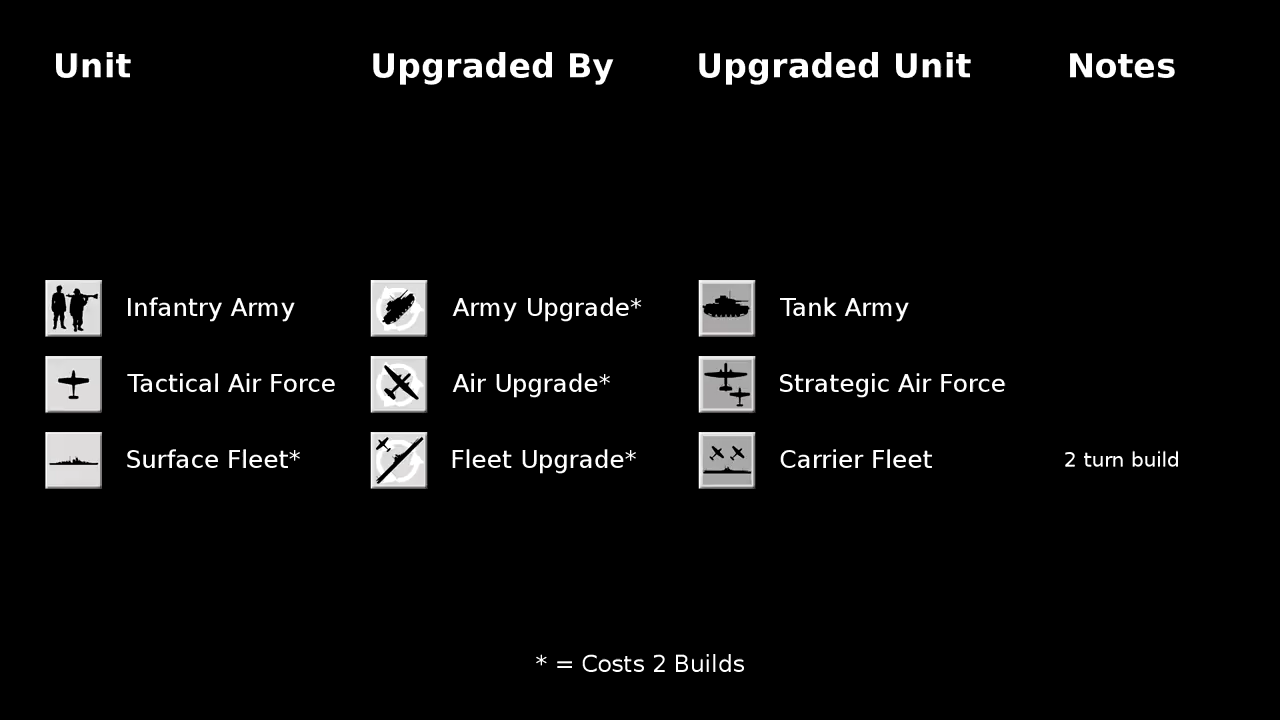 Unit Upgraded By Upgraded Unit Notes
Infantry Army Army Upgrade* Tank Army
Tactical Air Force Air Upgrade* Strategic Air Force
Surface Fleet* Fleet Upgrade* Carrier Fleet 2 turn build
* = Costs 2 Builds